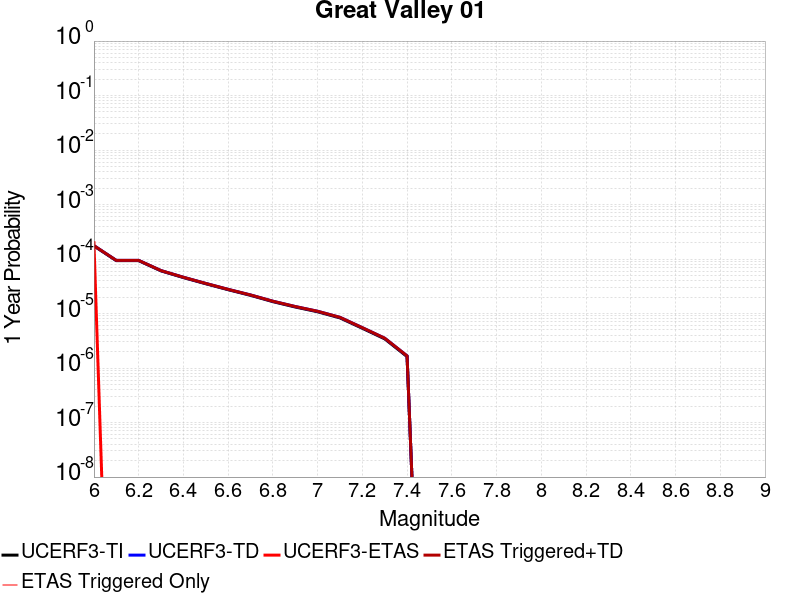 Great Valley 01
10^0
10^-1
10^-2
10^-3
10^-4
10^-5
10^-6
10^-7
10^-8
1 Year Probability
6 6.2 6.4 6.6 6.8 7 7.2 7.4 7.6 7.8 8 8.2 8.4 8.6 8.8 9
Magnitude
UCERF3-TI UCERF3-TD UCERF3-ETAS ETAS Triggered+TD
ETAS Triggered Only